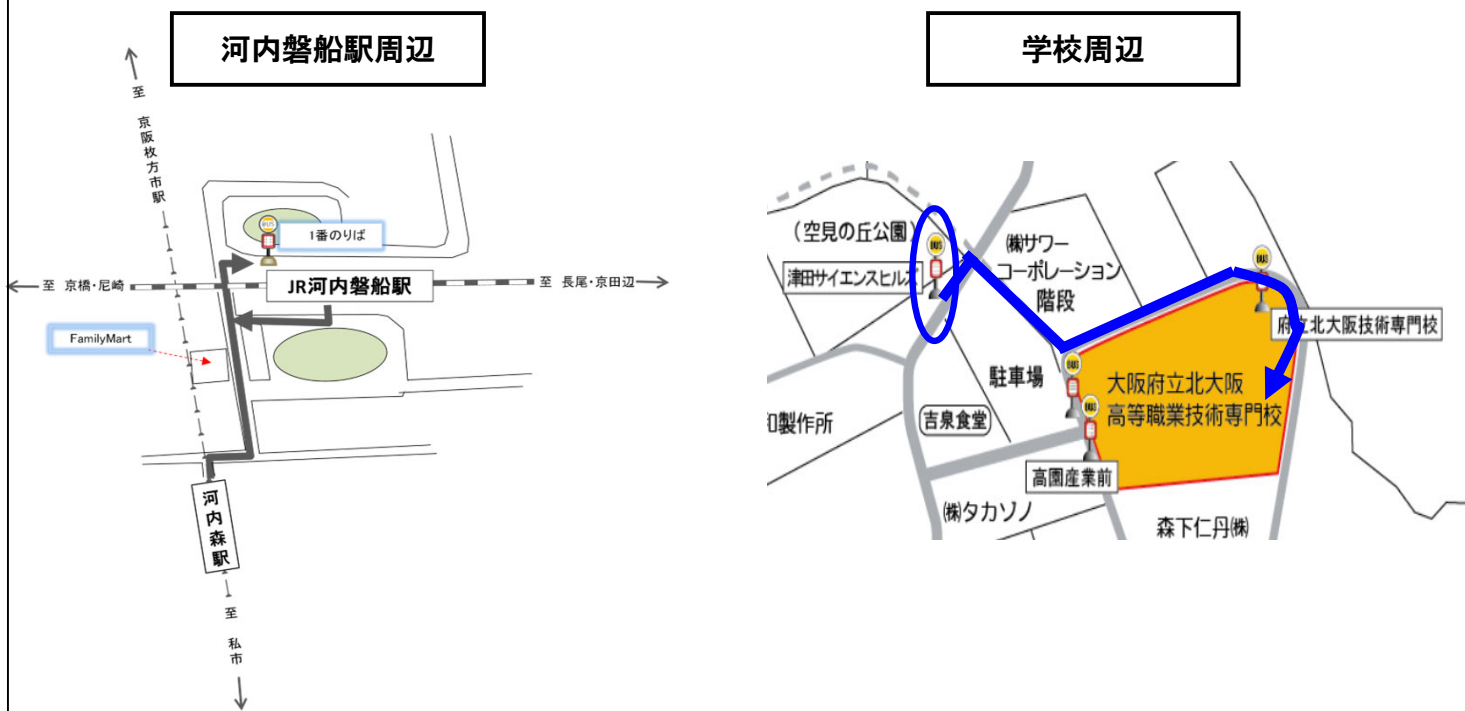 河内磐船駅周辺
至 京阪枚方市駅
BUS
1番のりば
至 京橋・尼崎
JR河内磐船駅
至 長尾・京田辺
FamilyMart
河内森駅
至 私市
学校周辺
(空見の丘公園)
BUS
津田サイエンスヒルズ
㈱サワー
コーポレーション
階段
BUS
府立北大阪技術専門校
駐車場
BUS
大阪府立北大阪
高等職業技術専門校
和製作所
吉泉食堂
BUS
高園産業前
㈱タカゾノ
森下仁丹㈱